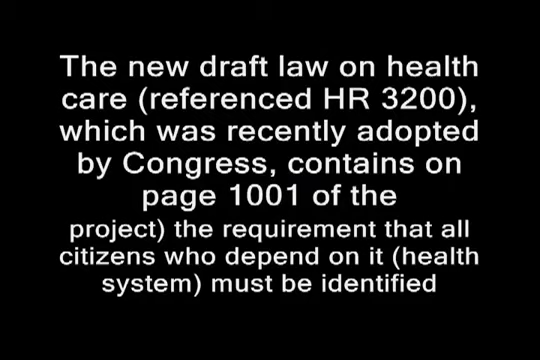 The new draft law on health
care (referenced HR 3200),
which was recently adopted
by Congress, contains on
page 1001 of the
project) the requirement that all
citizens who depend on it (health
system) must be identified